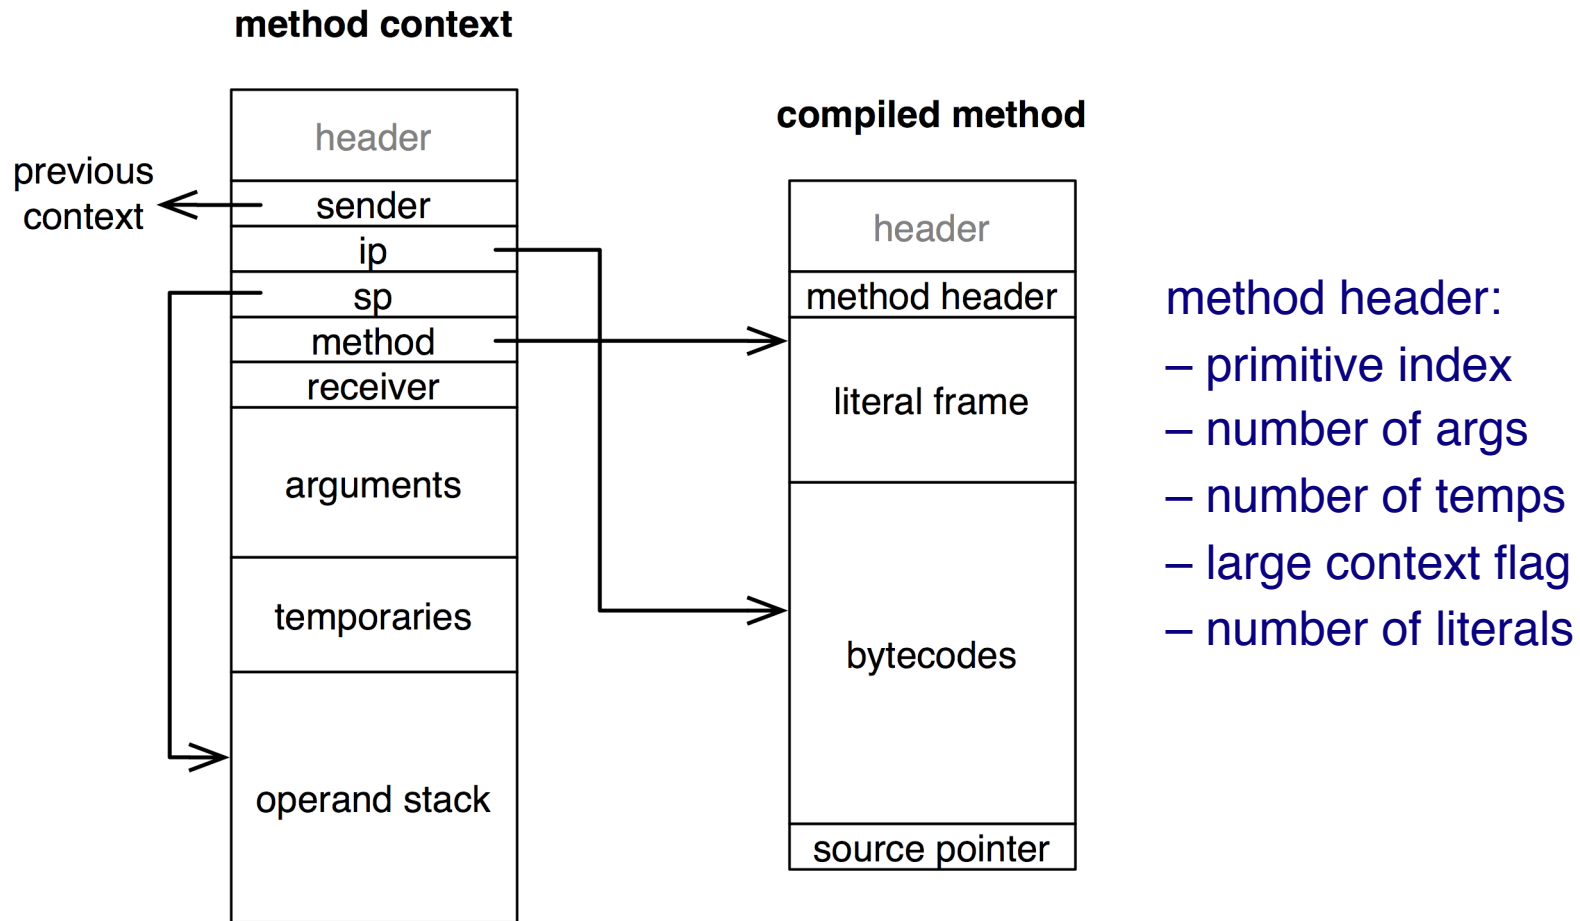 method context
header
previous
context
sender
ip
sp
method
receiver
arguments
temporaries
operand stack
compiled method
header
method header
literal frame
bytecodes
source pointer
method header:
– primitive index
– number of args
– number of temps
– large context flag
– number of literals